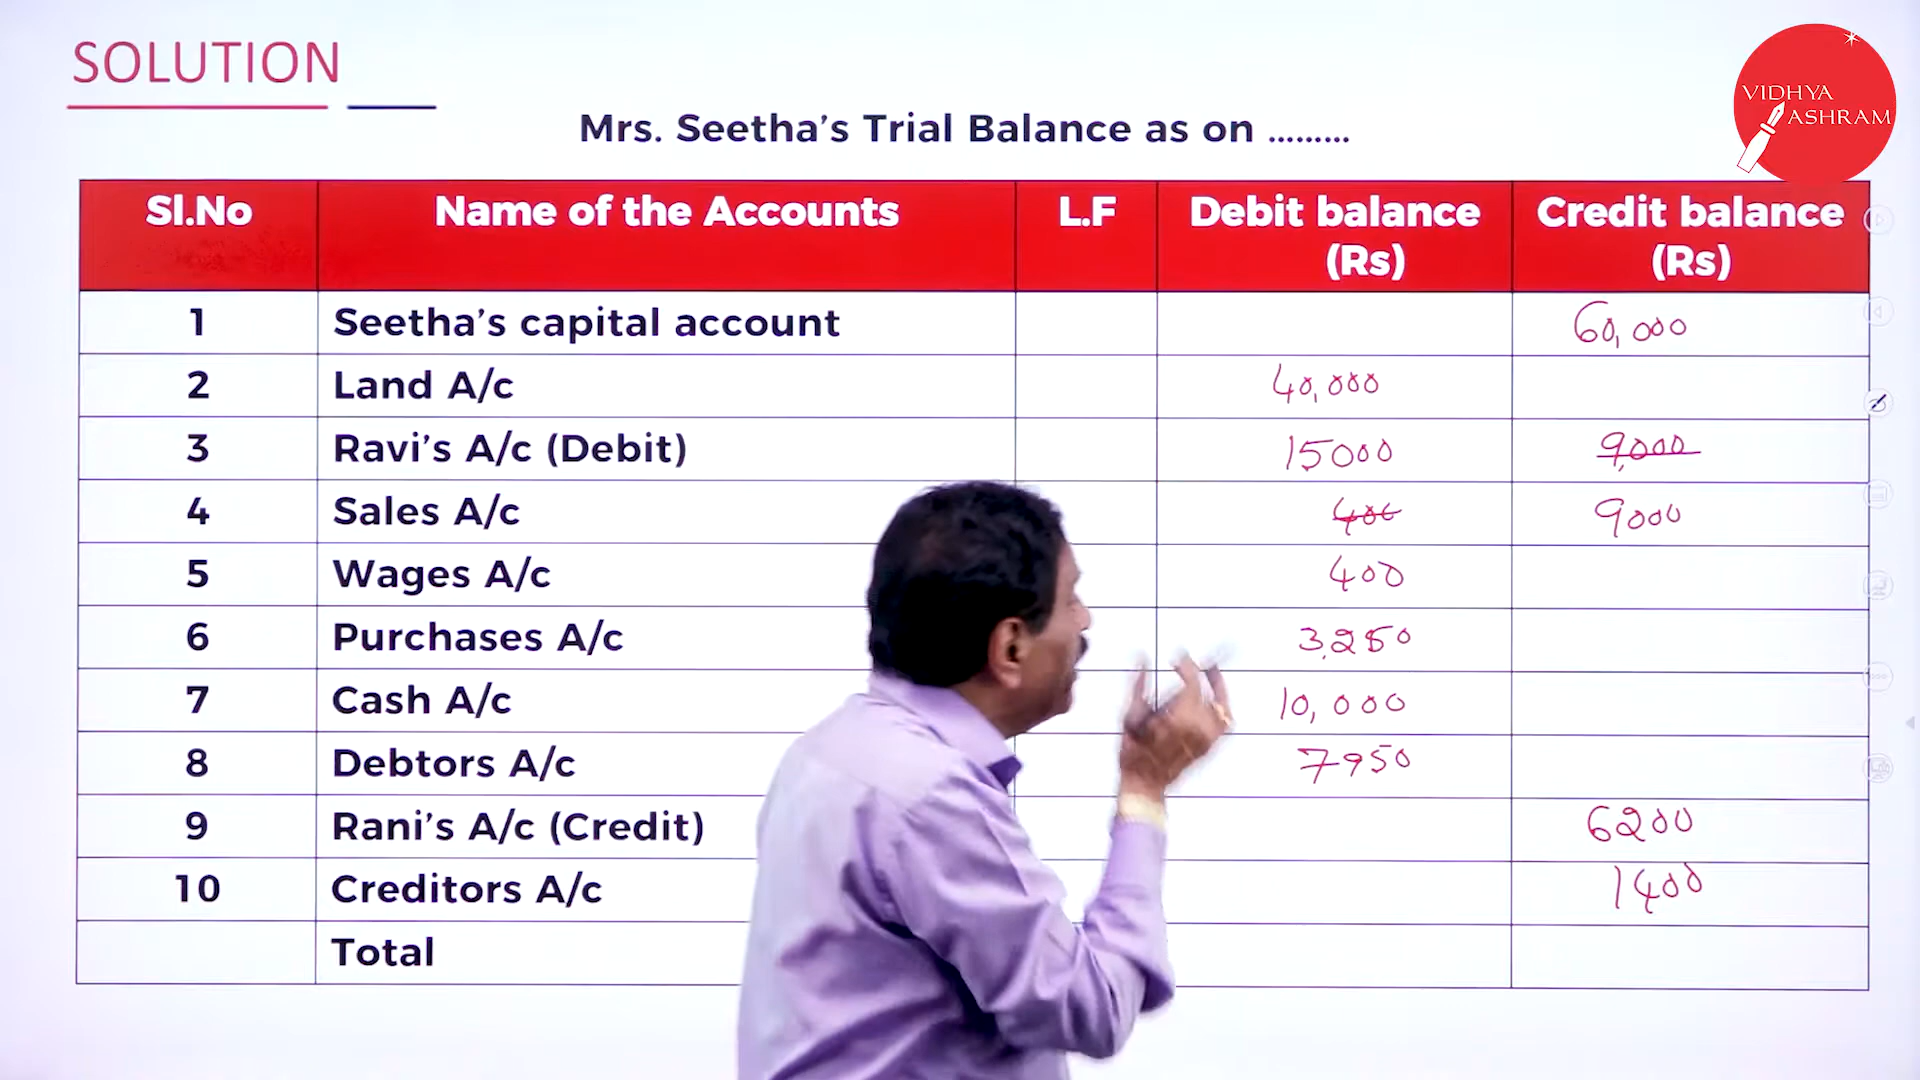 SOLUTION
VIDHYA
ASHRAM
Mrs. Seetha's Trial Balance as on .........
Sl.No Name of the Accounts L.F Debit balance (Rs) Credit balance (Rs)
1 Seetha's capital account 60,000
2 Land A/c 40,000
3 Ravi's A/c (Debit) 15000 9,000
4 Sales A/c 400 9000
5 Wages A/c 400
6 Purchases A/c 3,250
7 Cash A/c 10,000
8 Debtors A/c 7950
9 Rani's A/c (Credit) 6200
10 Creditors A/c 1400
Total